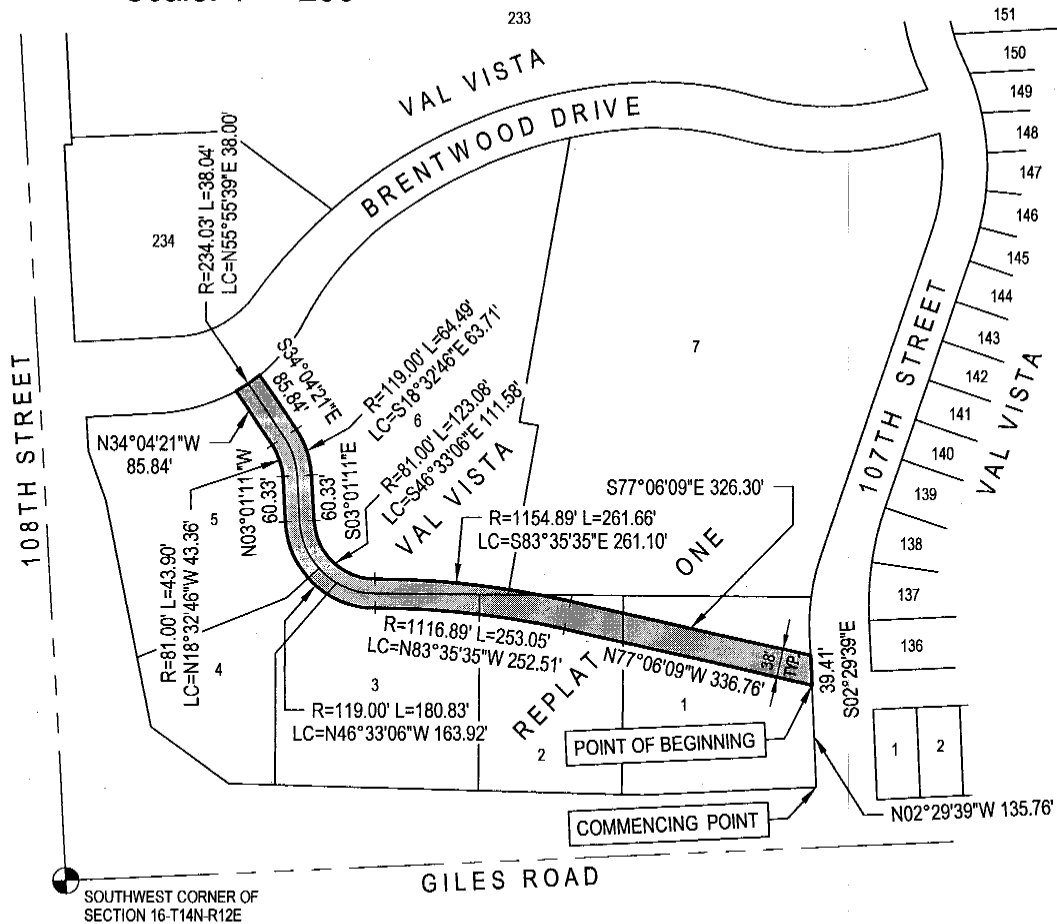 233
151
150
149
148
147
146
145
144
143
142
141
140
139
138
137
136
VAL VISTA
BRENTWOOD DRIVE
R=234.03' L=38.04'
LC=N55°55'39"E 38.00'
234
108TH STREET
S34°04'21"E
85.84'
R=119.00' L=64.49'
LC=S18°32'46"E 63.71'
6
R=81.00' L=123.08'
LC=S46°33'06"E 111.58'
7
107TH STREET
VAL VISTA
N34°04'21"W
85.84'
N03°01'11"W
60.33'
60.33'
S03°01'11"E
VAL VISTA
S77°06'09"E 326.30'
R=1154.89' L=261.66'
LC=S83°35'35"E 261.10'
ONE
5
R=81.00' L=43.90'
LC=N18°32'46"W 43.36'
4
R=1116.89' L=253.05'
LC=N83°35'35"W 252.51'
N77°06'09"W 336.76'
38'
TYP.
39.41'
S02°29'39"E
3
R=119.00' L=180.83'
LC=N46°33'06"W 163.92'
REPLAT
2
1
POINT OF BEGINNING
1
2
COMMENCING POINT
N02°29'39"W 135.76'
GILES ROAD
SOUTHWEST CORNER OF
SECTION 16-T14N-R12E